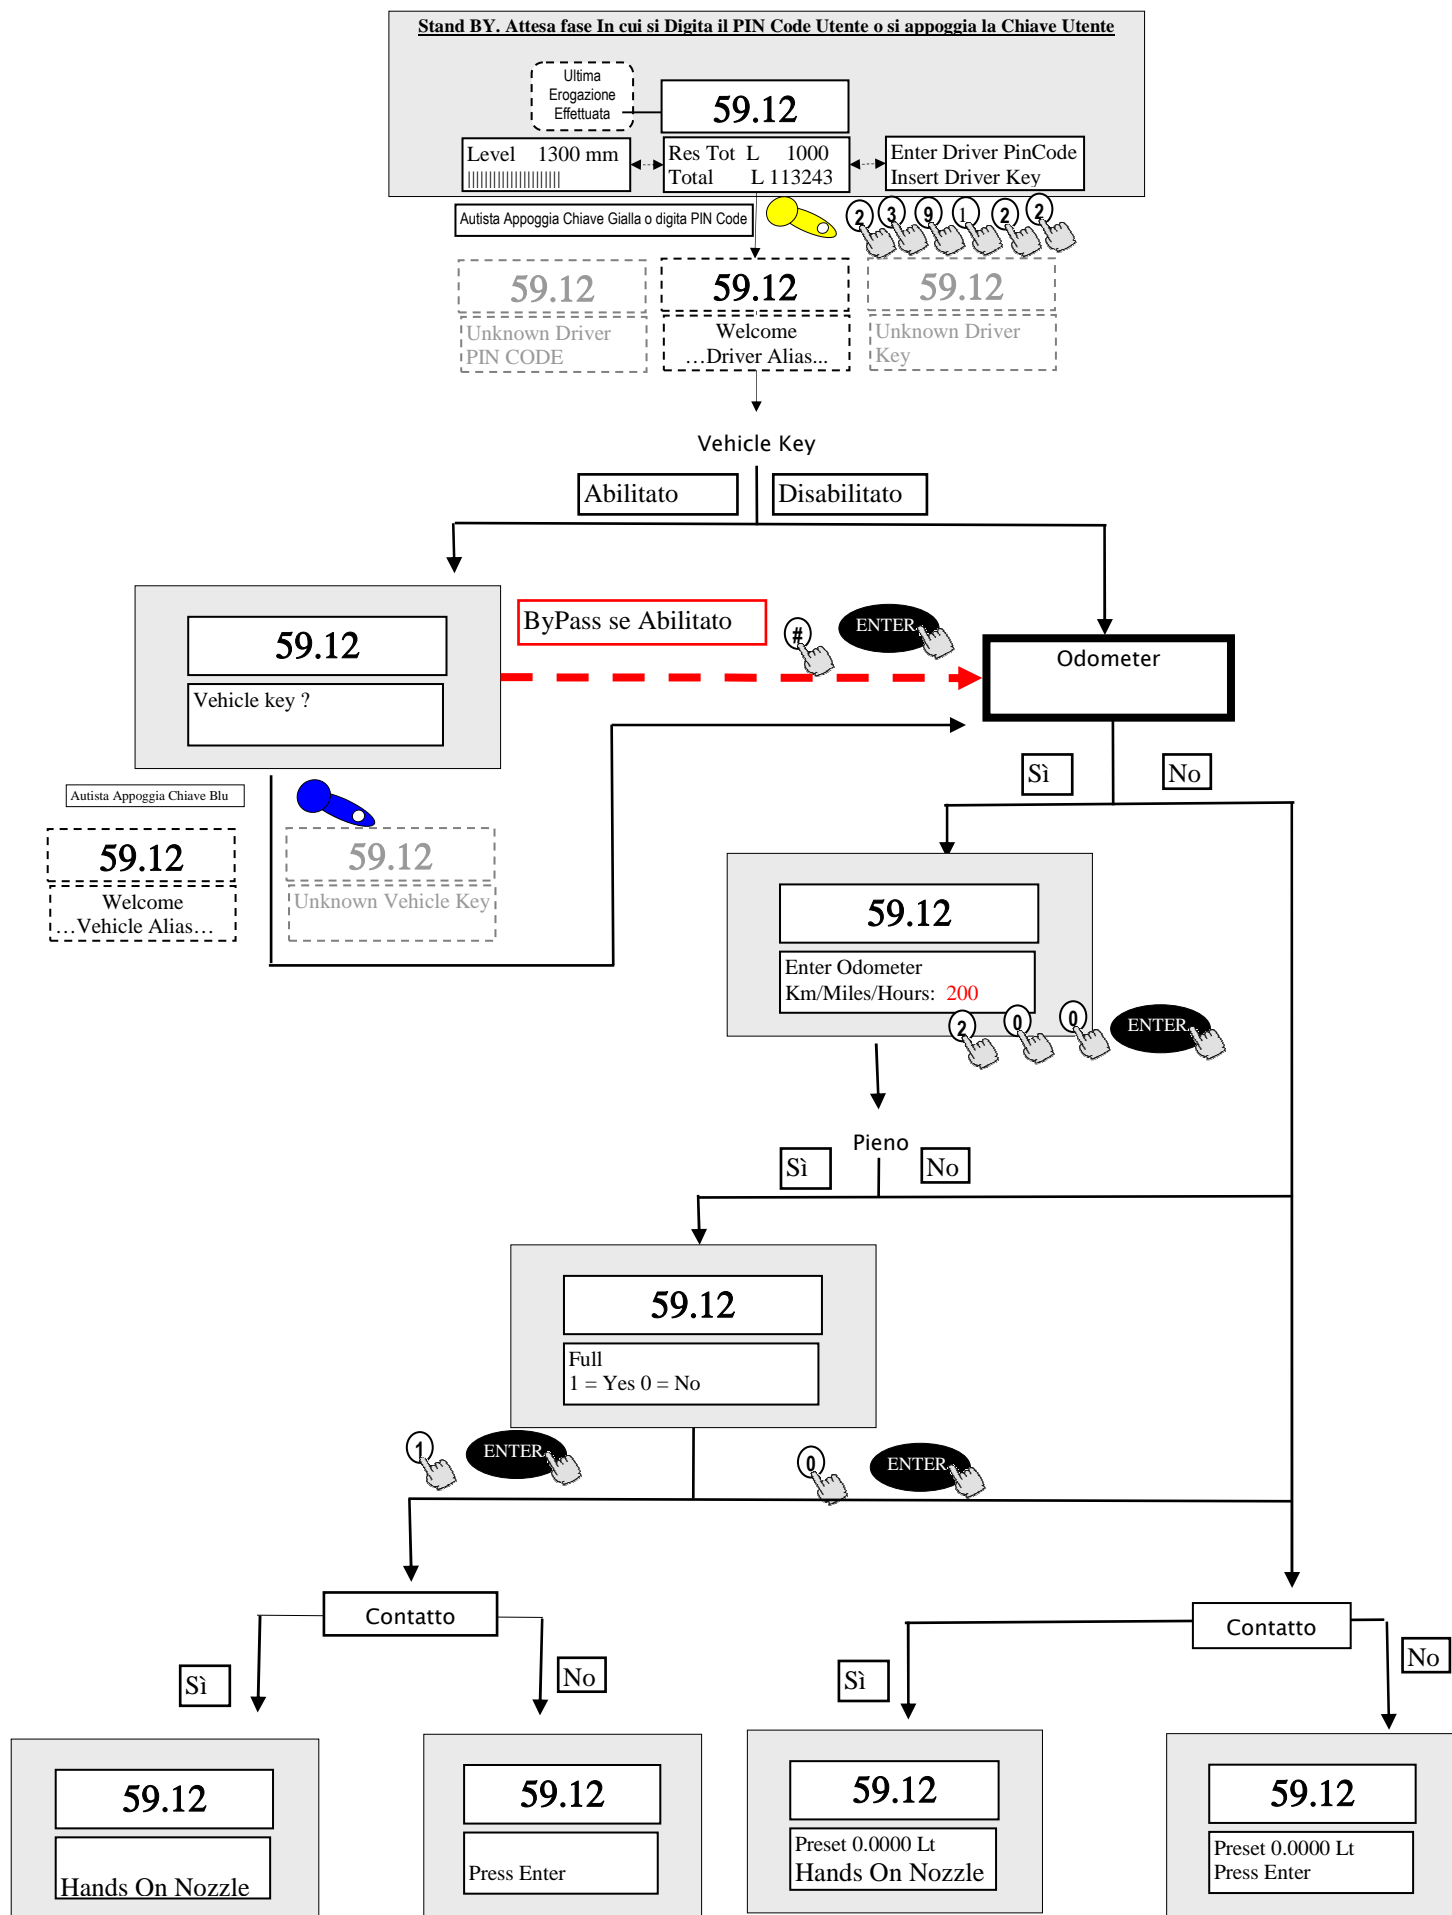 Stand BY. Attesa fase In cui si Digita il PIN Code Utente o si appoggia la Chiave Utente
Ultima
Erogazione
Effettuata
59.12
Level 1300 mm
||||||||||||||||||||||
Res Tot L 1000
Total L 113243
Enter Driver PinCode
Insert Driver Key
Autista Appoggia Chiave Gialla o digita PIN Code
2 3 9 1 2 2
59.12
Unknown Driver
PIN CODE
59.12
Welcome
…Driver Alias...
59.12
Unknown Driver
Key
Vehicle Key
Abilitato
Disabilitato
59.12
Vehicle key ?
ByPass se Abilitato
#
ENTER
Odometer
Sì
No
Autista Appoggia Chiave Blu
59.12
Welcome
…Vehicle Alias…
59.12
Unknown Vehicle Key
59.12
Enter Odometer
Km/Miles/Hours: 200
2 0 0
ENTER
Pieno
Sì
No
59.12
Full
1 = Yes 0 = No
1
ENTER
0
ENTER
Contatto
Sì
No
Contatto
Sì
No
59.12
Hands On Nozzle
59.12
Press Enter
59.12
Preset 0.0000 Lt
Hands On Nozzle
59.12
Preset 0.0000 Lt
Press Enter